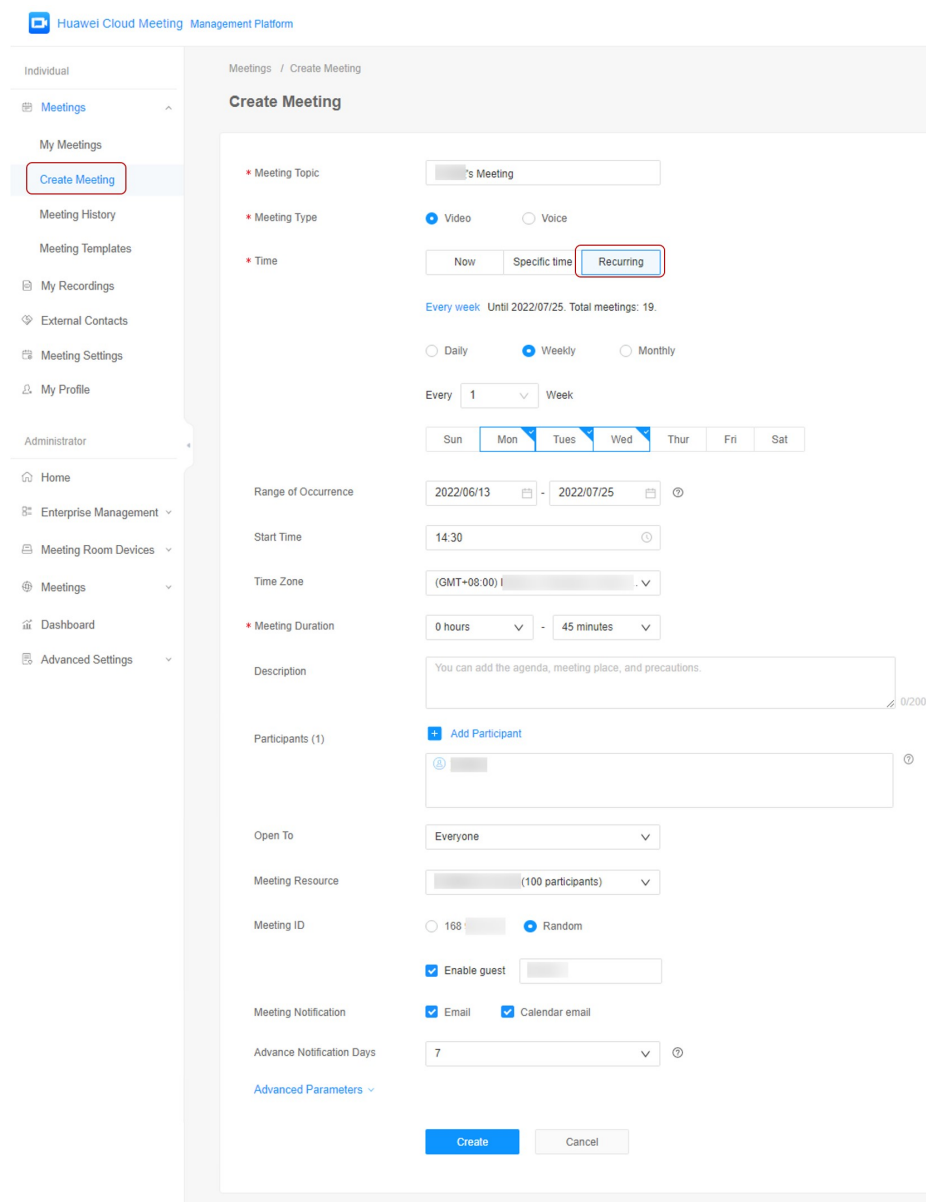 Huawei Cloud Meeting Management Platform
Individual
Meetings
My Meetings
Create Meeting
Meeting History
Meeting Templates
My Recordings
External Contacts
Meeting Settings
My Profile
Administrator
Home
Enterprise Management
Meeting Room Devices
Meetings
Dashboard
Advanced Settings
Meetings / Create Meeting
Create Meeting
* Meeting Topic 's Meeting
* Meeting Type Video Voice
* Time Now Specific time Recurring
Every week Until 2022/07/25. Total meetings: 19.
Daily Weekly Monthly
Every 1 Week
Sun Mon Tues Wed Thur Fri Sat
Range of Occurrence 2022/06/13 - 2022/07/25
Start Time 14:30
Time Zone (GMT+08:00)
* Meeting Duration 0 hours - 45 minutes
Description You can add the agenda, meeting place, and precautions.
0/200
Participants (1) + Add Participant
Open To Everyone
Meeting Resource (100 participants)
Meeting ID 168 Random
Enable guest
Meeting Notification Email Calendar email
Advance Notification Days 7
Advanced Parameters
Create Cancel